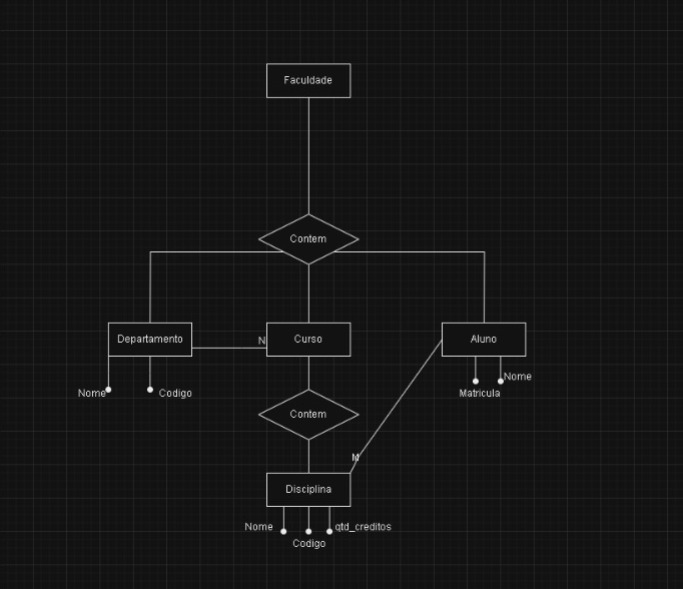 Faculdade
Contem
Departamento
N
Curso
Aluno
Nome
Codigo
Matricula
Nome
Contem
M
Disciplina
Nome
Codigo
qtd_creditos